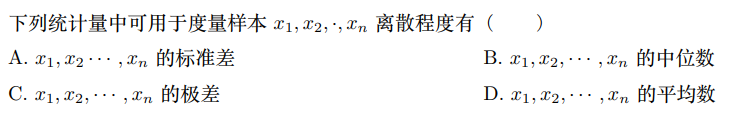 下列统计量中可用于度量样本 x₁, x₂, ·, xₙ 离散程度有（　　）
A. x₁, x₂ ··· , xₙ 的标准差　　B. x₁, x₂, ··· , xₙ 的中位数
C. x₁, x₂, ··· , xₙ 的极差　　D. x₁, x₂, ··· , xₙ 的平均数